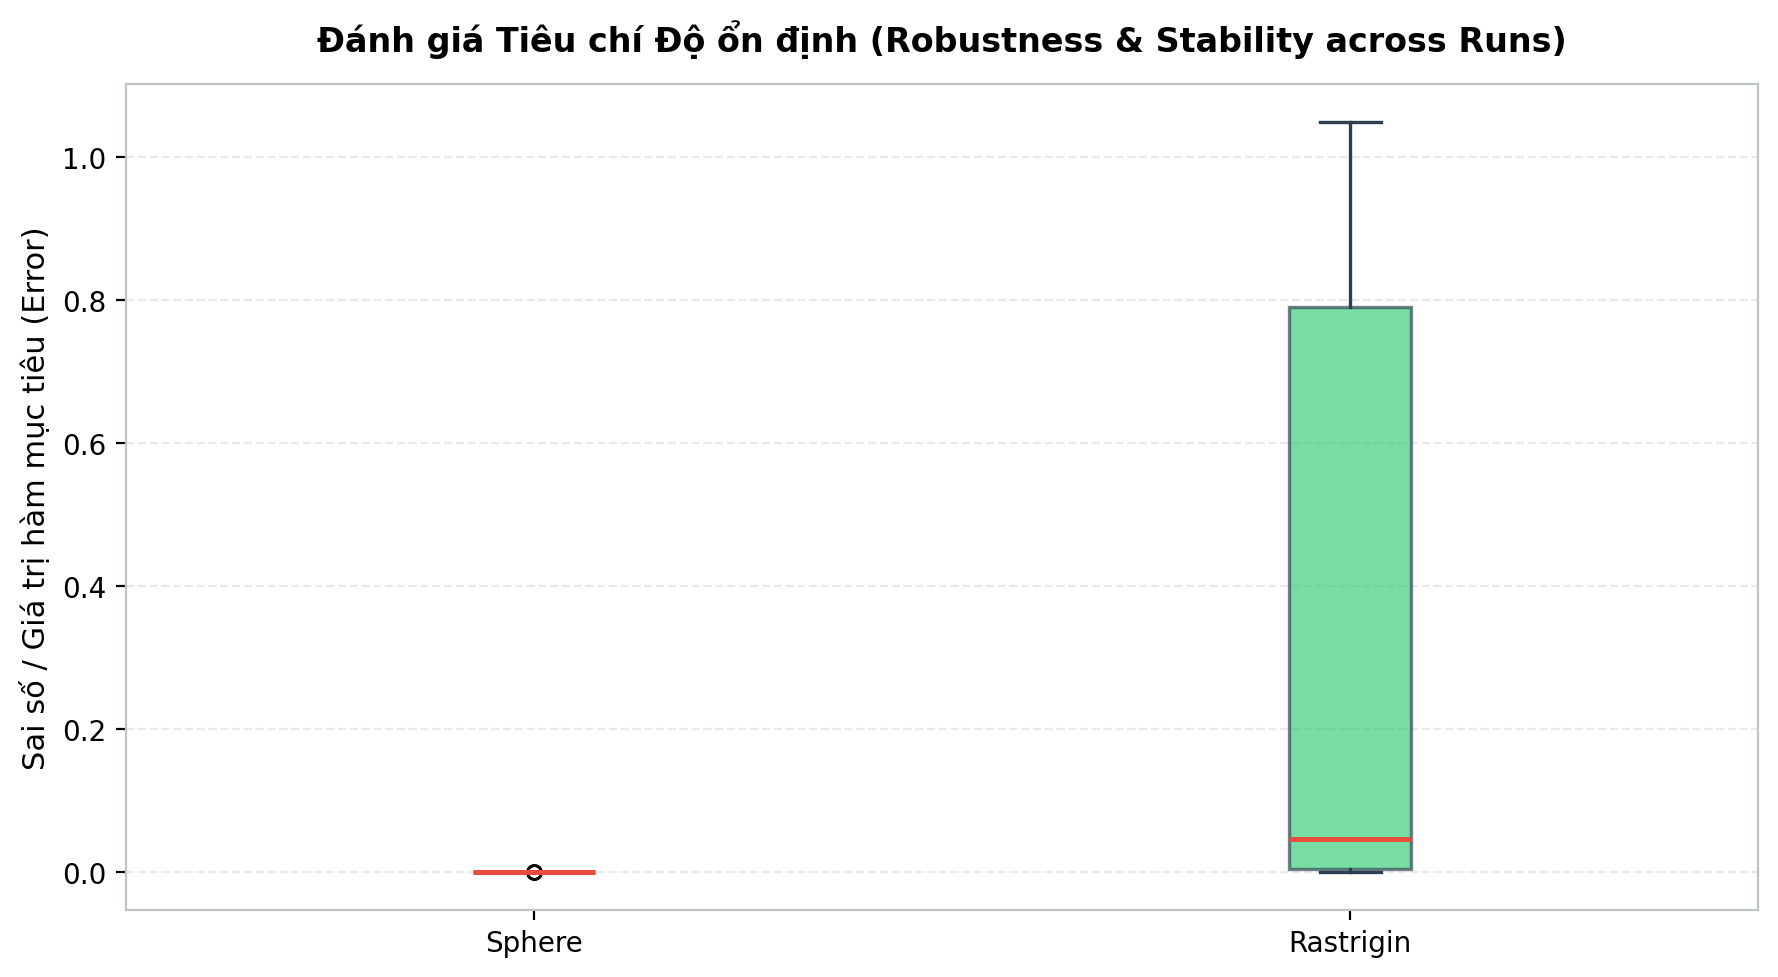 Đánh giá Tiêu chí Độ ổn định (Robustness & Stability across Runs)
Sai số / Giá trị hàm mục tiêu (Error)
1.0
0.8
0.6
0.4
0.2
0.0
Sphere
Rastrigin